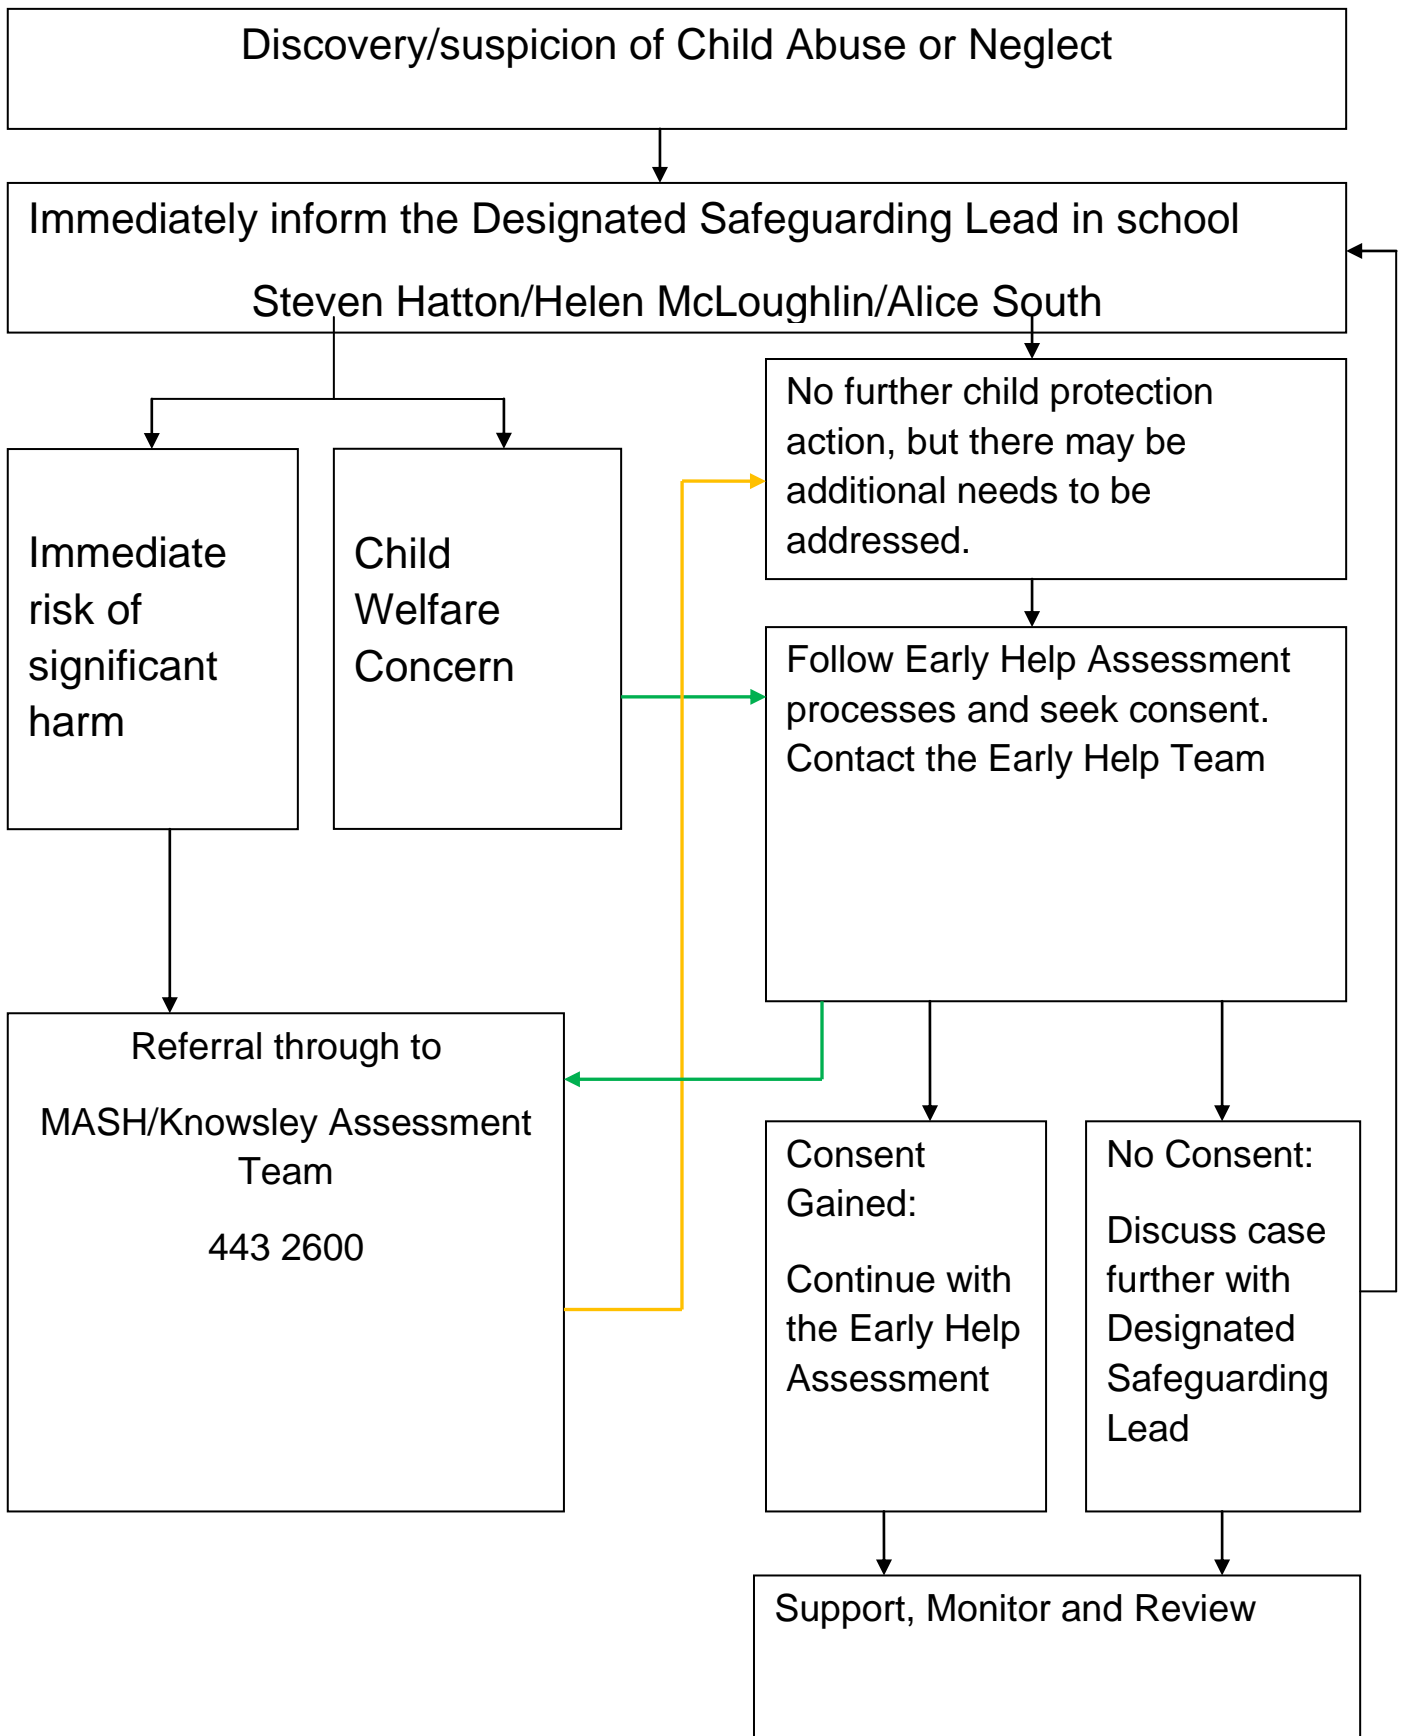 Discovery/suspicion of Child Abuse or Neglect
Immediately inform the Designated Safeguarding Lead in school
Steven Hatton/Helen McLoughlin/Alice South
No further child protection
action, but there may be
additional needs to be
addressed.
Immediate
risk of
significant
harm
Child
Welfare
Concern
Follow Early Help Assessment
processes and seek consent.
Contact the Early Help Team
Referral through to
MASH/Knowsley Assessment
Team
443 2600
Consent
Gained:
Continue with
the Early Help
Assessment
No Consent:
Discuss case
further with
Designated
Safeguarding
Lead
Support, Monitor and Review